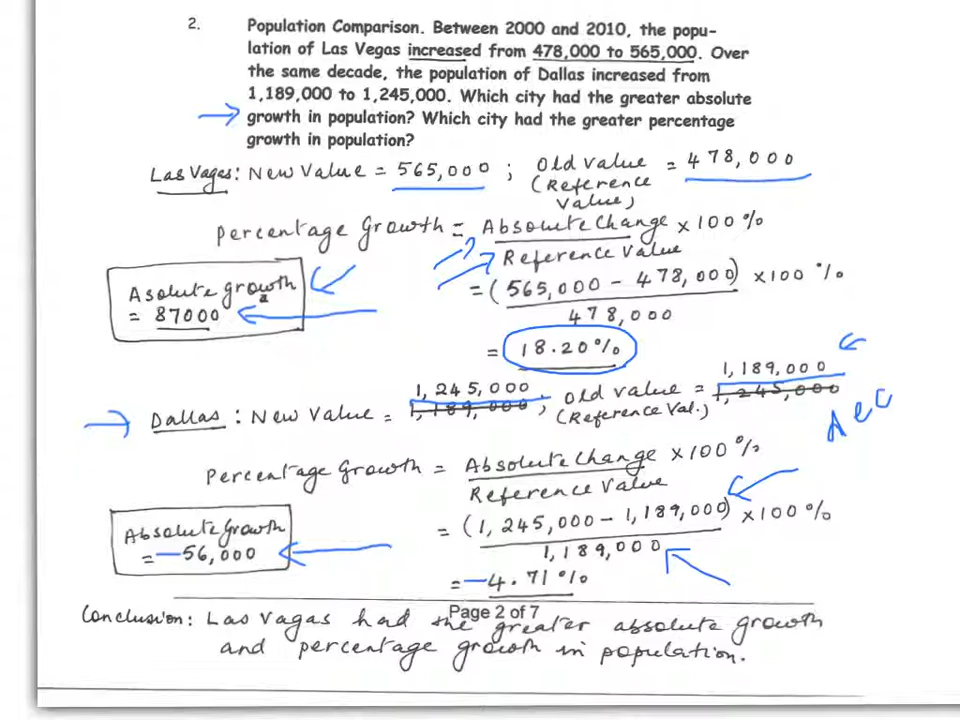 2. Population Comparison. Between 2000 and 2010, the popu-
lation of Las Vegas increased from 478,000 to 565,000. Over
the same decade, the population of Dallas increased from
1,189,000 to 1,245,000. Which city had the greater absolute
growth in population? Which city had the greater percentage
growth in population?
Las Vagas: New Value = 565,000 ; Old Value = 478,000
(Reference
Value)
Percentage Growth = Absolute Change × 100 %
Reference Value
Asolute growth
= 87000
= (565,000 - 478,000) × 100 %
478,000
= 18.20 %
1,245,000 1,189,000
Dallas : New Value = 1,189,000 ; Old Value = 1,245,000
(Reference Val.)
Percentage Growth = Absolute Change × 100 %
Reference Value
Absolute Growth
= -56,000
= (1,245,000 - 1,189,000) × 100 %
1,189,000
= -4.71 %
Page 2 of 7
Conclusion: Las Vagas had the greater absolute growth
and percentage growth in population.